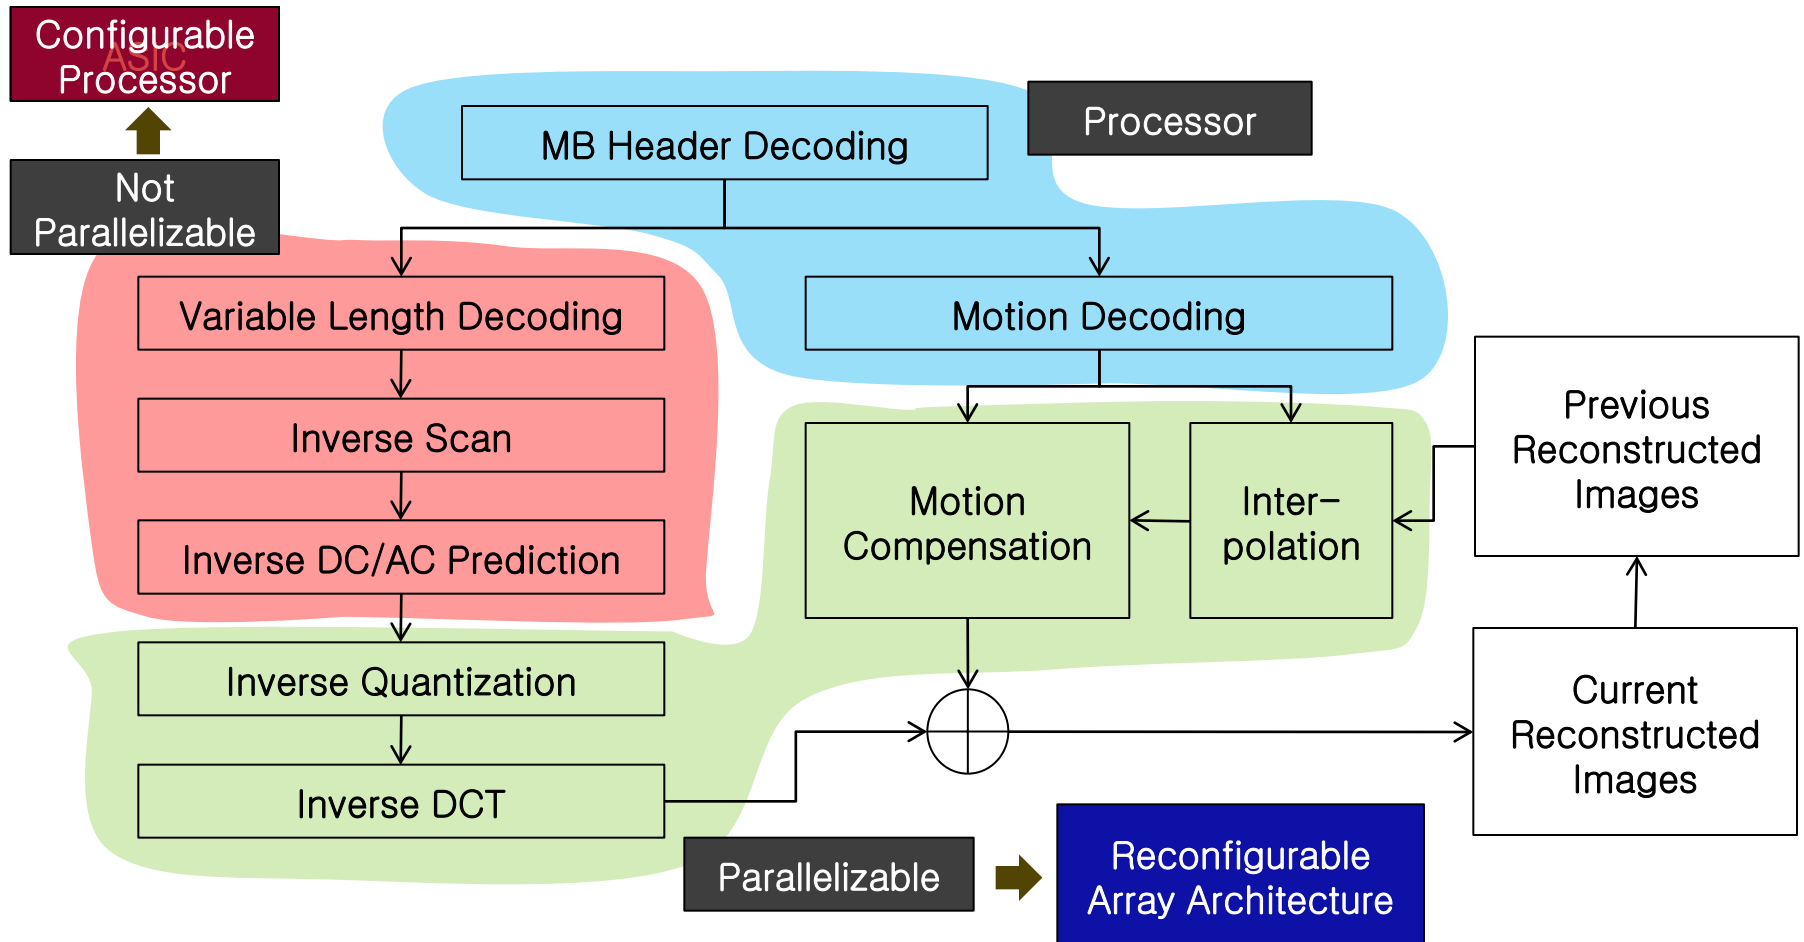 Configurable
ASIC
Processor
Processor
MB Header Decoding
Not
Parallelizable
Variable Length Decoding
Motion Decoding
Inverse Scan
Inverse DC/AC Prediction
Motion
Compensation
Inter-
polation
Previous
Reconstructed
Images
Inverse Quantization
Inverse DCT
Current
Reconstructed
Images
Parallelizable
Reconfigurable
Array Architecture